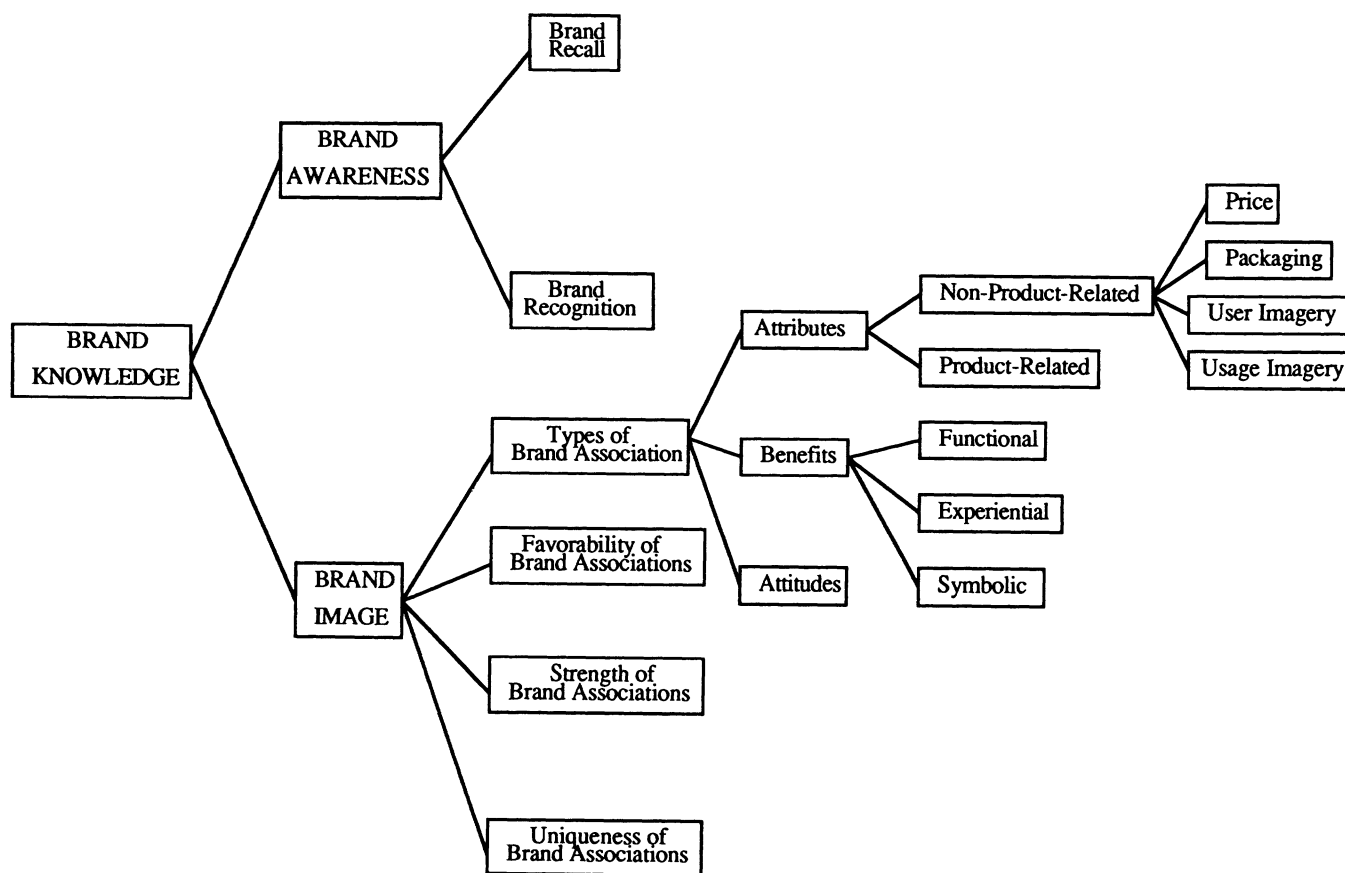 Brand
Recall
BRAND
AWARENESS
Brand
Recognition
BRAND
KNOWLEDGE
Price
Packaging
User Imagery
Usage Imagery
Non-Product-Related
Product-Related
Attributes
Types of
Brand Association
Benefits
Functional
Experiential
Symbolic
Attitudes
Favorability of
Brand Associations
BRAND
IMAGE
Strength of
Brand Associations
Uniqueness of
Brand Associations